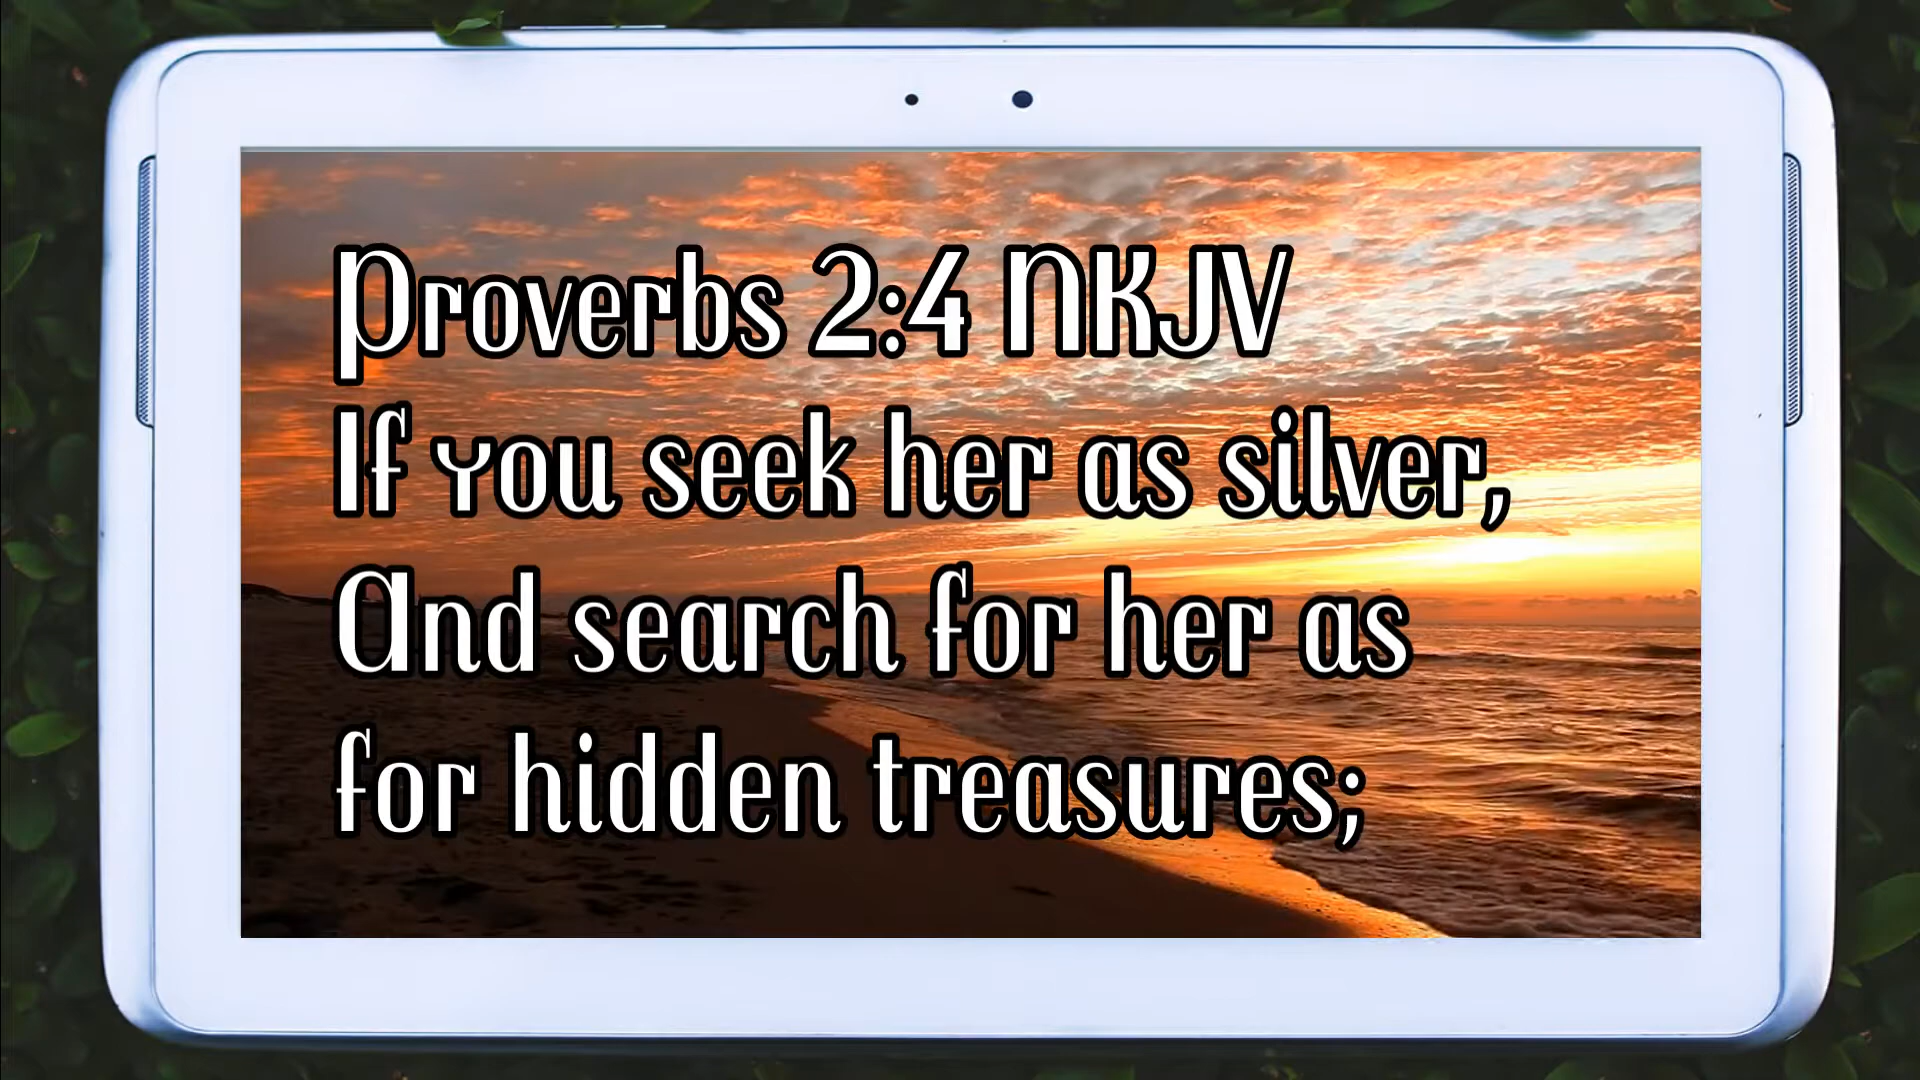 Proverbs 2:4 NKJV
If you seek her as silver,
And search for her as
for hidden treasures;